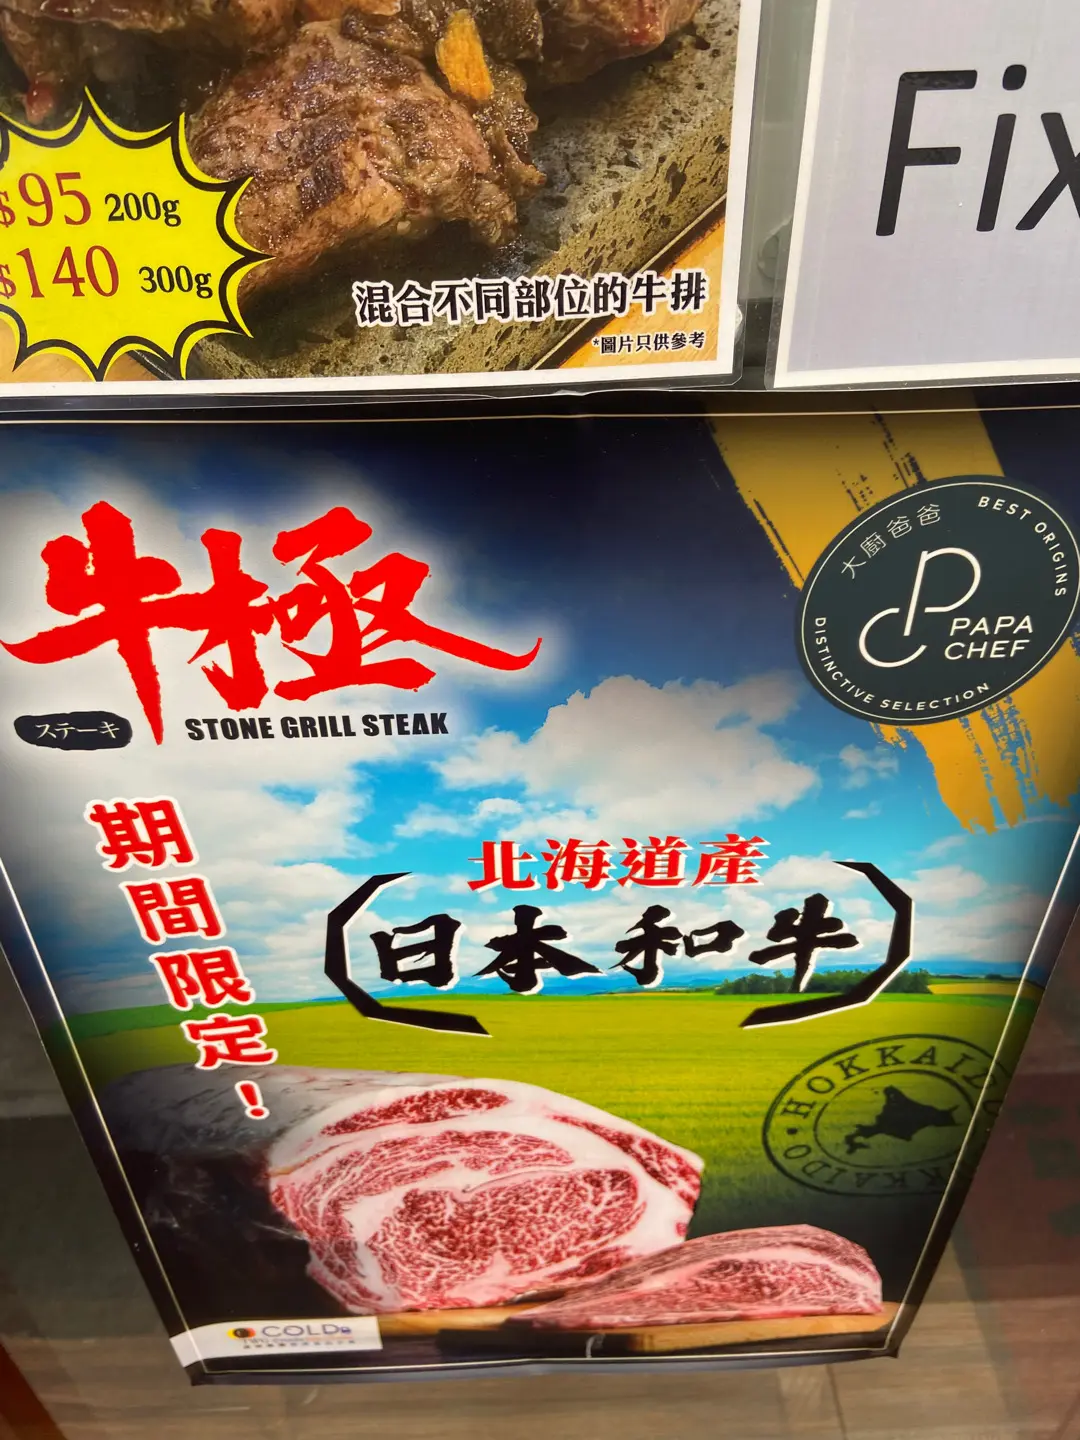 $95 200g
$140 300g
混合不同部位的牛排
*圖片只供參考
Fix
牛極
ステーキ
STONE GRILL STEAK
大廚爸爸
BEST ORIGINS
PAPA
CHEF
DISTINCTIVE SELECTION
期間限定！
北海道產
日本和牛
HOKKAIDO
COLD